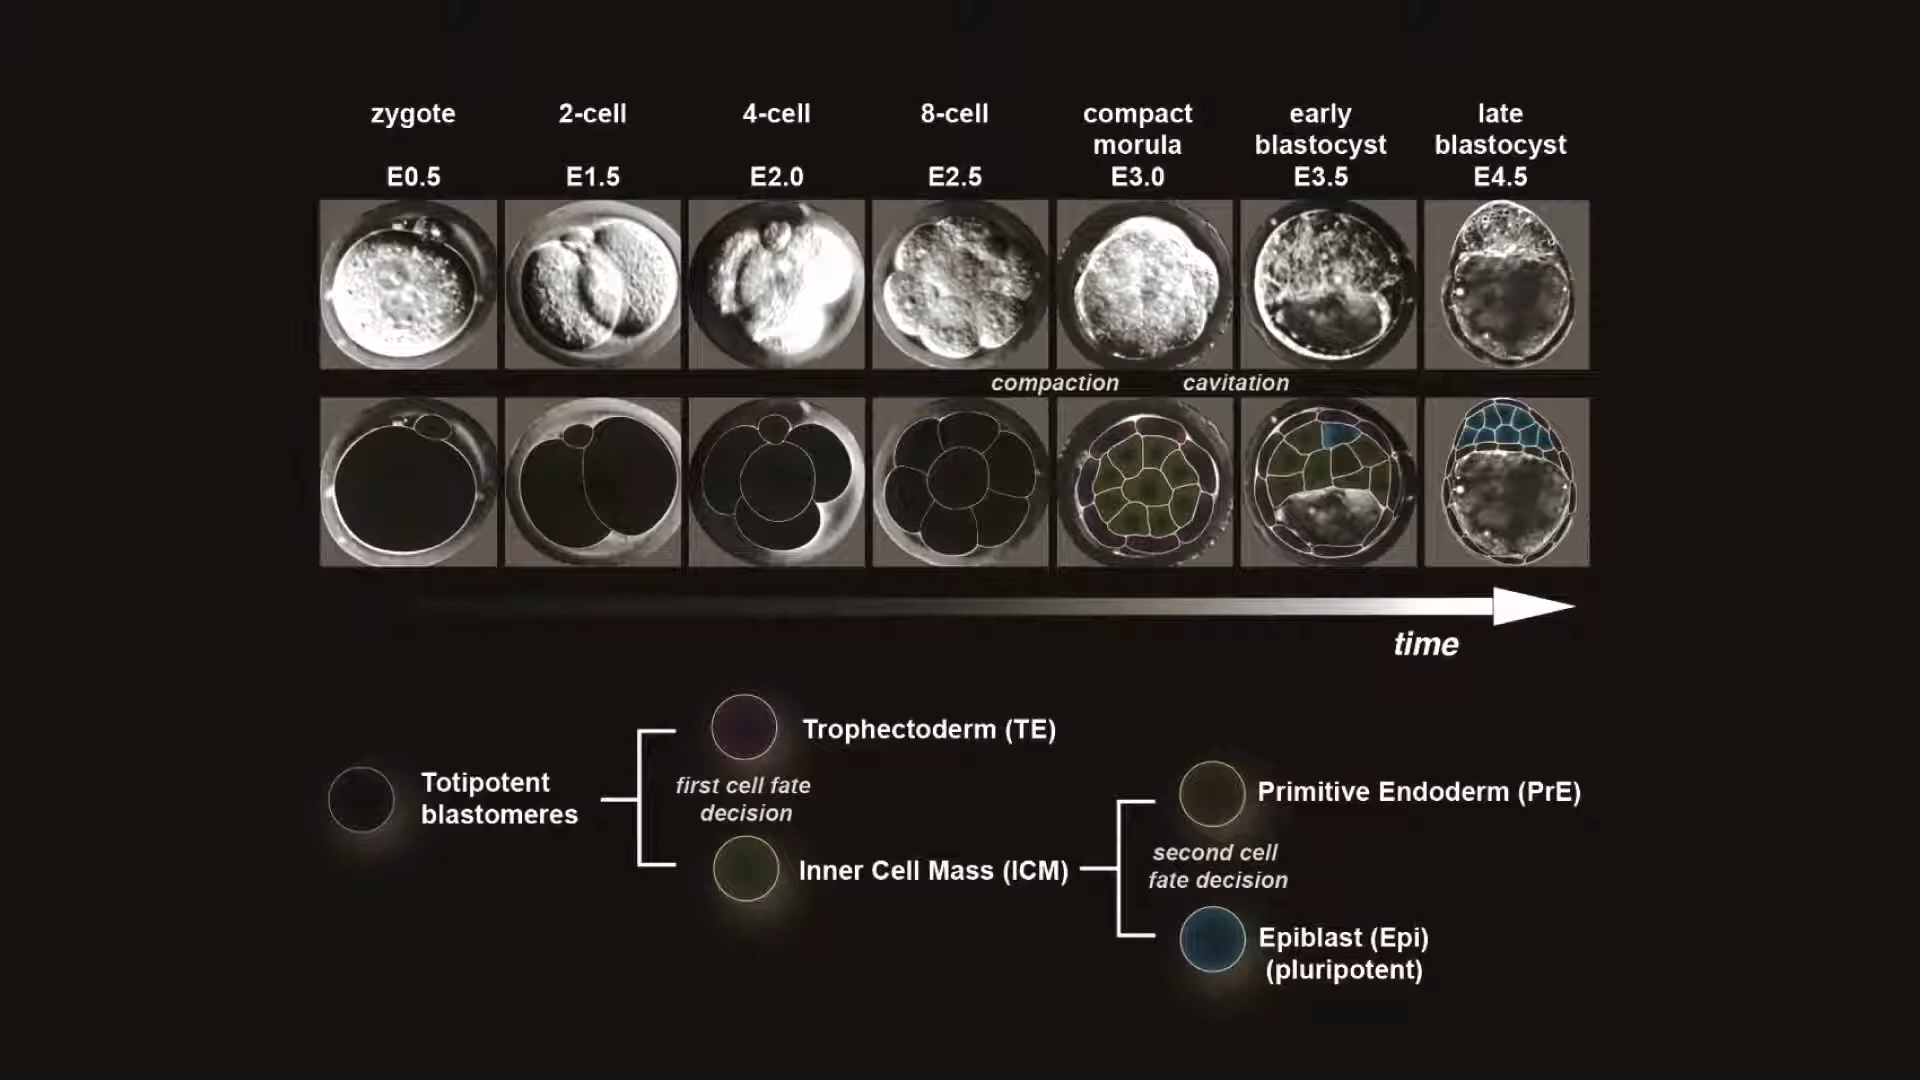 zygote
2-cell
4-cell
8-cell
compact
morula
early
blastocyst
late
blastocyst
E0.5
E1.5
E2.0
E2.5
E3.0
E3.5
E4.5
compaction
cavitation
time
Totipotent
blastomeres
Trophectoderm (TE)
first cell fate
decision
Inner Cell Mass (ICM)
Primitive Endoderm (PrE)
second cell
fate decision
Epiblast (Epi)
(pluripotent)